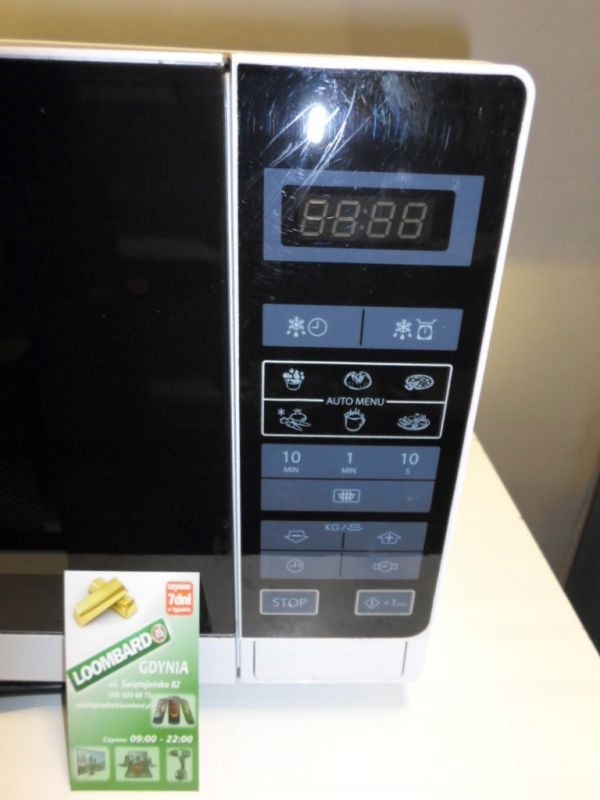 88:88
AUTO MENU
10 1 10
MIN MIN S
KG/
STOP
+1min
czynne
7dni
w tygodniu
LOOMBARD
GDYNIA
ul. Świętojańska 82
Czynne: 09:00 - 22:00